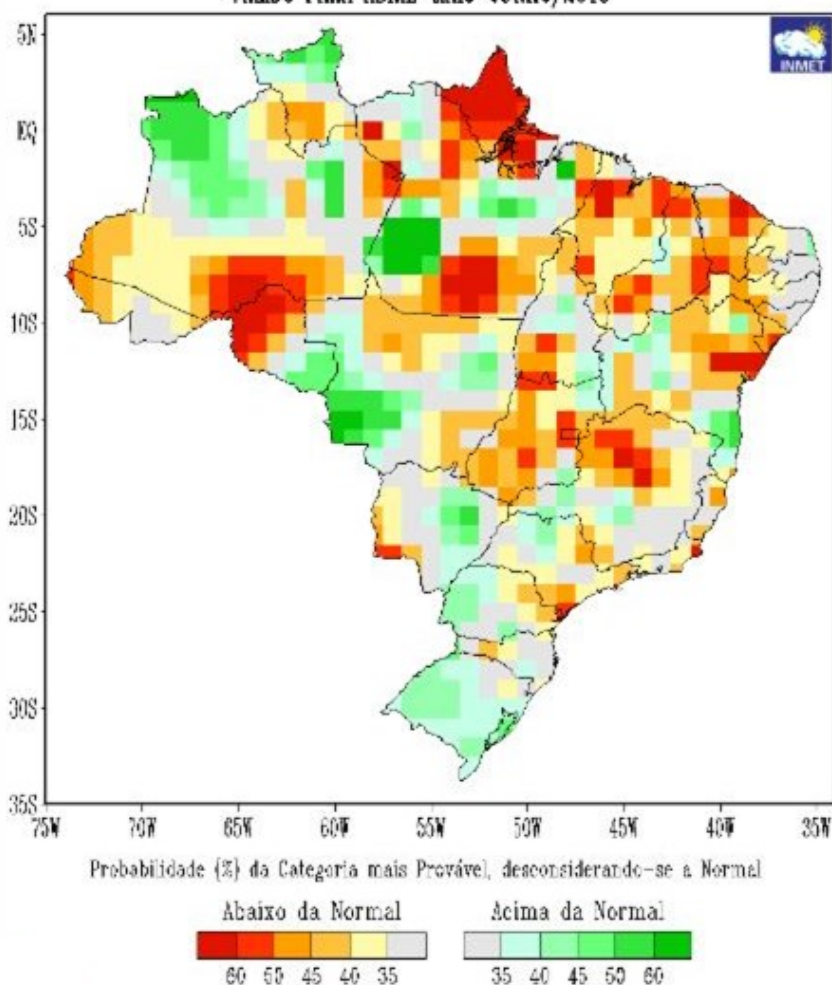 INMET
5N
EQ
5S
10S
15S
20S
25S
30S
35S
75W 70W 65W 60W 55W 50W 45W 40W 35W
Probabilidade (%) da Categoria mais Provável, desconsiderando-se a Normal
Abaixo da Normal Acima da Normal
60 50 45 40 35 35 40 45 50 60